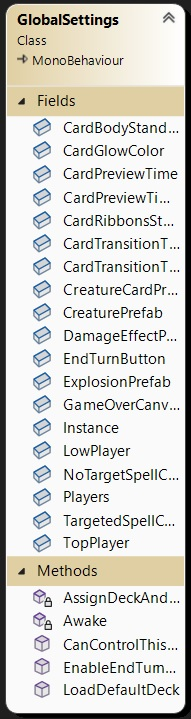 GlobalSettings
Class
MonoBehaviour
Fields
CardBodyStand...
CardGlowColor
CardPreviewTime
CardPreviewTi...
CardRibbonsSt...
CardTransitionT...
CardTransitionT...
CreatureCardPr...
CreaturePrefab
DamageEffectP...
EndTurnButton
ExplosionPrefab
GameOverCanv...
Instance
LowPlayer
NoTargetSpellC...
Players
TargetedSpellC...
TopPlayer
Methods
AssignDeckAnd...
Awake
CanControlThis...
EnableEndTurn...
LoadDefaultDeck